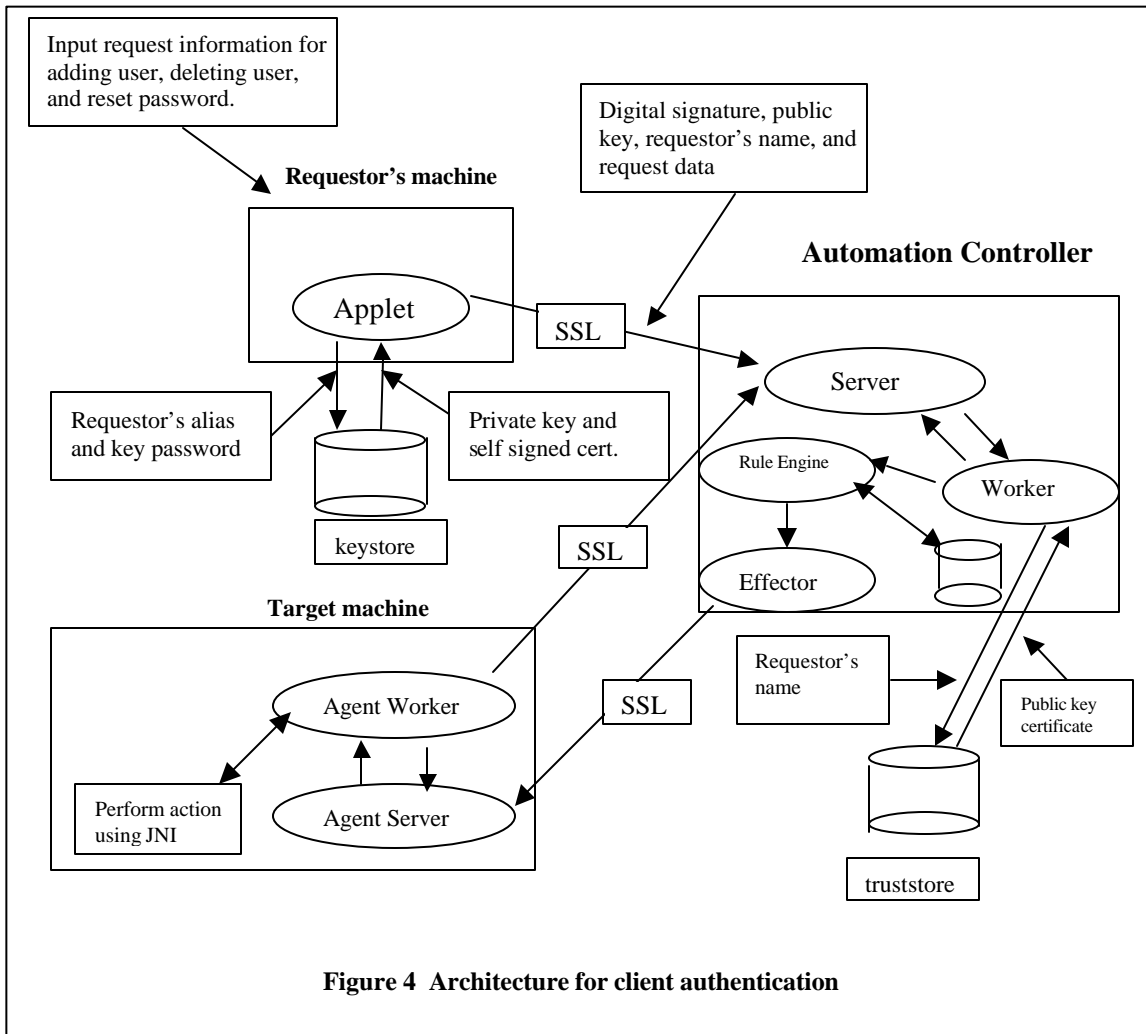 Input request information for
adding user, deleting user,
and reset password.
Digital signature, public
key, requestor’s name, and
request data
Requestor’s machine
Automation Controller
Applet
SSL
Server
Requestor’s alias
and key password
Private key and
self signed cert.
Rule Engine
Worker
keystore
SSL
Effector
Target machine
Requestor’s
name
Agent Worker
SSL
Public key
certificate
Perform action
using JNI
Agent Server
truststore
Figure 4 Architecture for client authentication